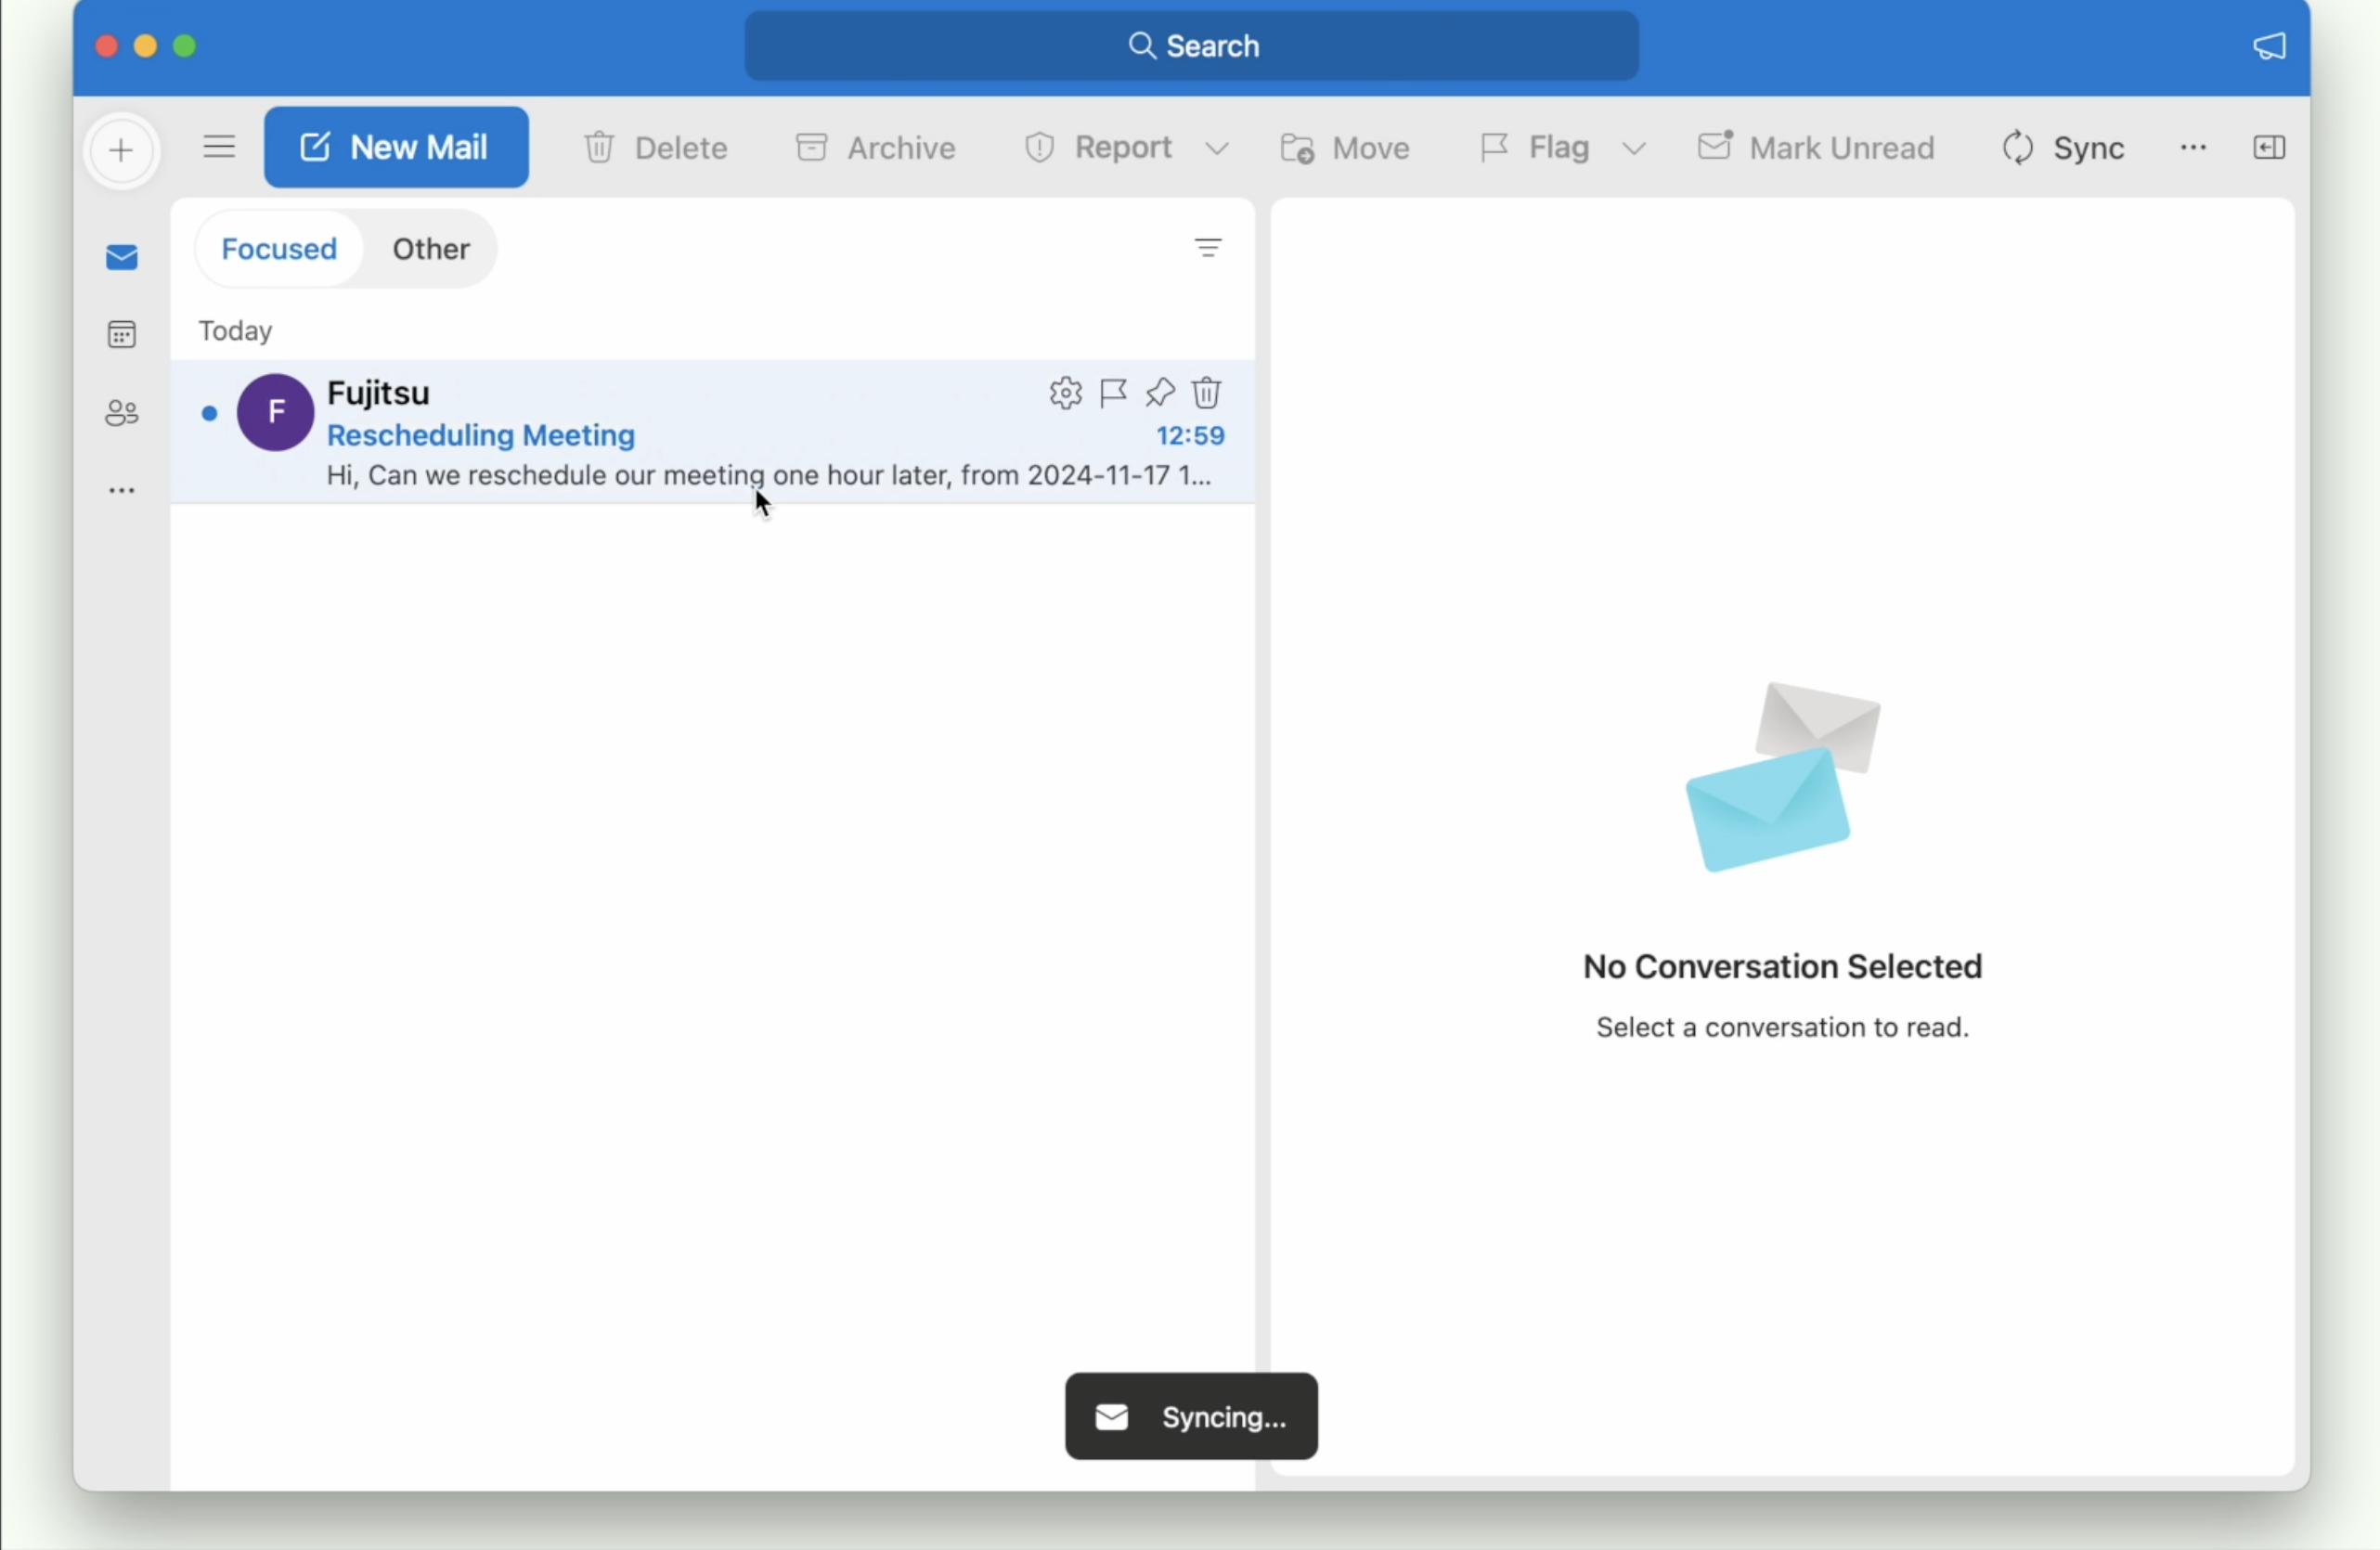 Search
New Mail Delete Archive Report Move Flag Mark Unread Sync
Focused Other
Today
F Fujitsu
Rescheduling Meeting 12:59
Hi, Can we reschedule our meeting one hour later, from 2024-11-17 1...
No Conversation Selected
Select a conversation to read.
Syncing...